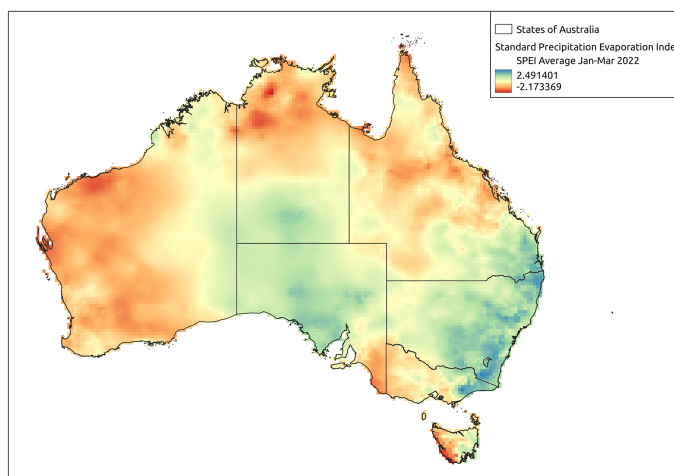 States of Australia
Standard Precipitation Evaporation Inde
SPEI Average Jan-Mar 2022
2.491401
-2.173369